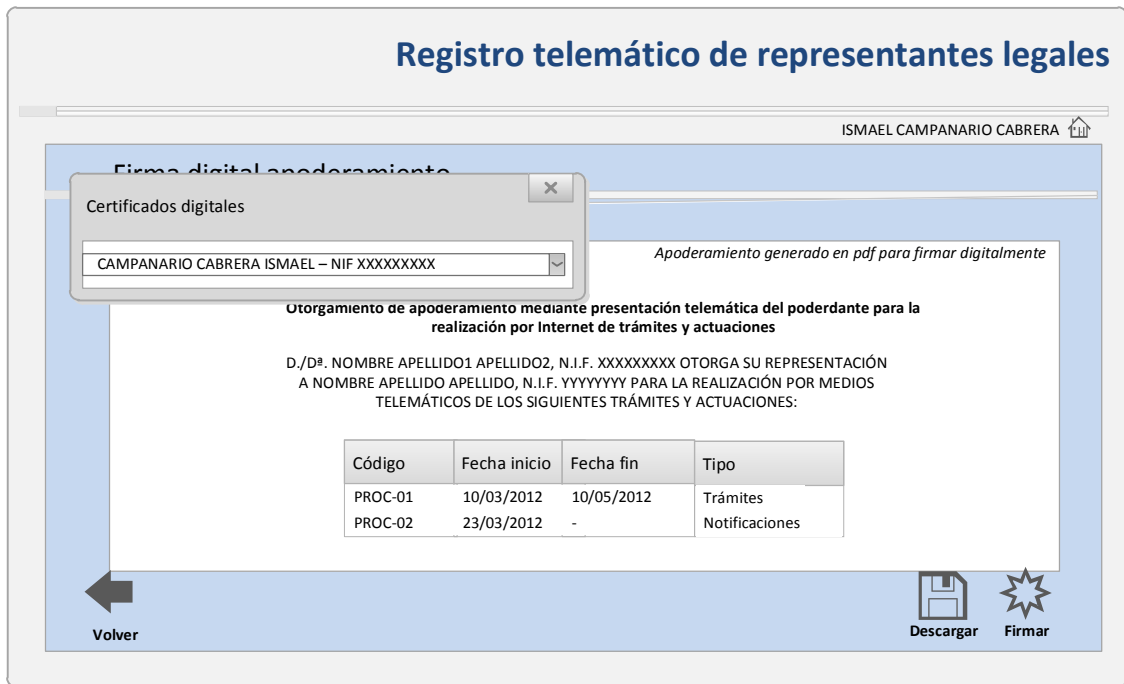 Registro telemático de representantes legales
ISMAEL CAMPANARIO CABRERA
Firma digital apoderamiento
Certificados digitales
CAMPANARIO CABRERA ISMAEL – NIF XXXXXXXXX
Apoderamiento generado en pdf para firmar digitalmente
Otorgamiento de apoderamiento mediante presentación telemática del poderdante para la
realización por Internet de trámites y actuaciones
D./Dª. NOMBRE APELLIDO1 APELLIDO2, N.I.F. XXXXXXXXX OTORGA SU REPRESENTACIÓN
A NOMBRE APELLIDO APELLIDO, N.I.F. YYYYYYYY PARA LA REALIZACIÓN POR MEDIOS
TELEMÁTICOS DE LOS SIGUIENTES TRÁMITES Y ACTUACIONES:
Código Fecha inicio Fecha fin Tipo
PROC-01 10/03/2012 10/05/2012 Trámites
PROC-02 23/03/2012 - Notificaciones
Volver Descargar Firmar